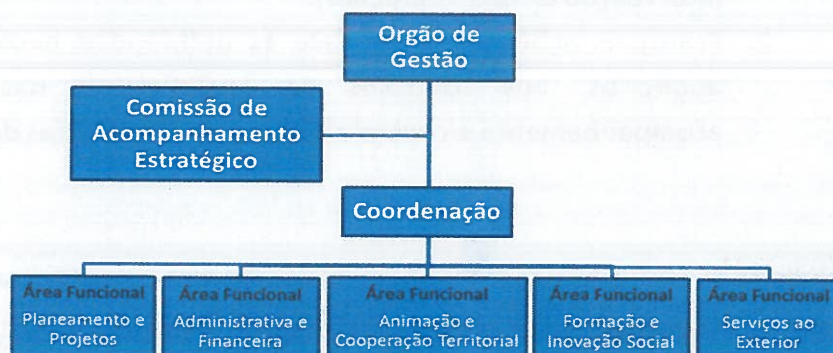 Orgão de
Gestão
Comissão de
Acompanhamento
Estratégico
Coordenação
Área Funcional
Planeamento e
Projetos
Área Funcional
Administrativa e
Financeira
Área Funcional
Animação e
Cooperação Territorial
Área Funcional
Formação e
Inovação Social
Área Funcional
Serviços ao
Exterior